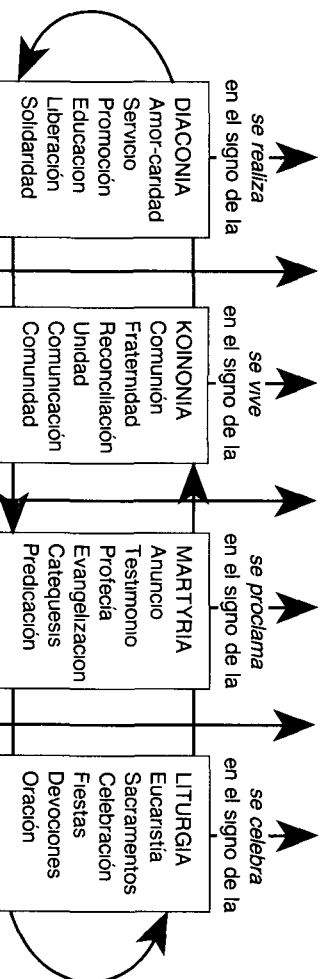 se realiza
en el signo de la
DIACONIA
Amor-caridad
Servicio
Promoción
Educacion
Liberación
Solidaridad
se vive
en el signo de la
KOINONIA
Comunión
Fraternidad
Reconciliación
Unidad
Comunicación
Comunidad
se proclama
en el signo de la
MARTYRIA
Anuncio
Testimonio
Profecía
Evangelizacion
Catequesis
Predicación
se celebra
en el signo de la
LITURGIA
Eucaristía
Sacramentos
Celebración
Fiestas
Devociones
Oración